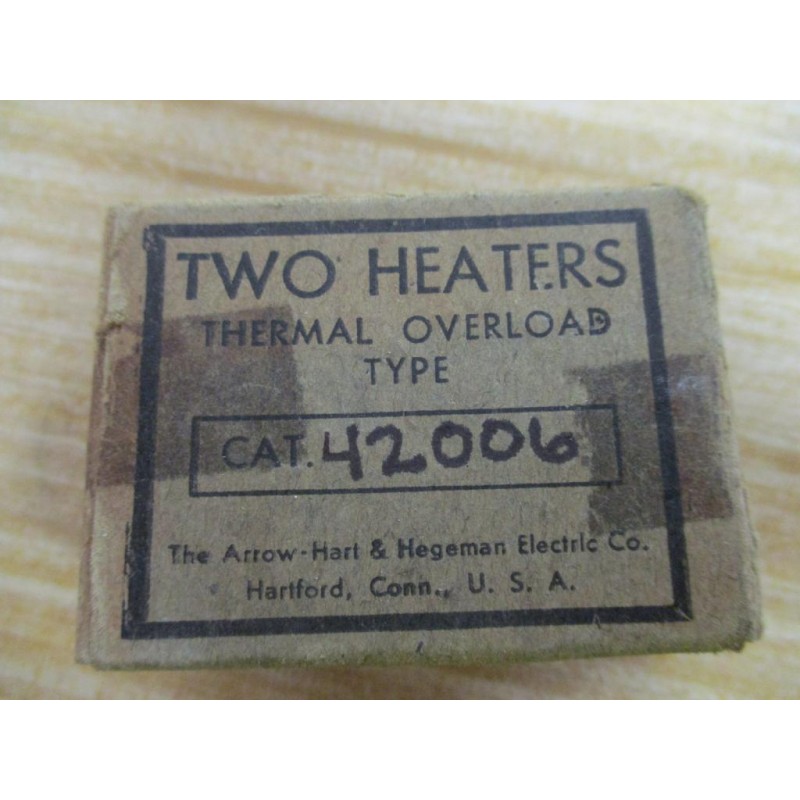 TWO HEATERS
THERMAL OVERLOAD
TYPE
CAT. 42006
The Arrow-Hart & Hegeman Electric Co.
Hartford, Conn., U. S. A.